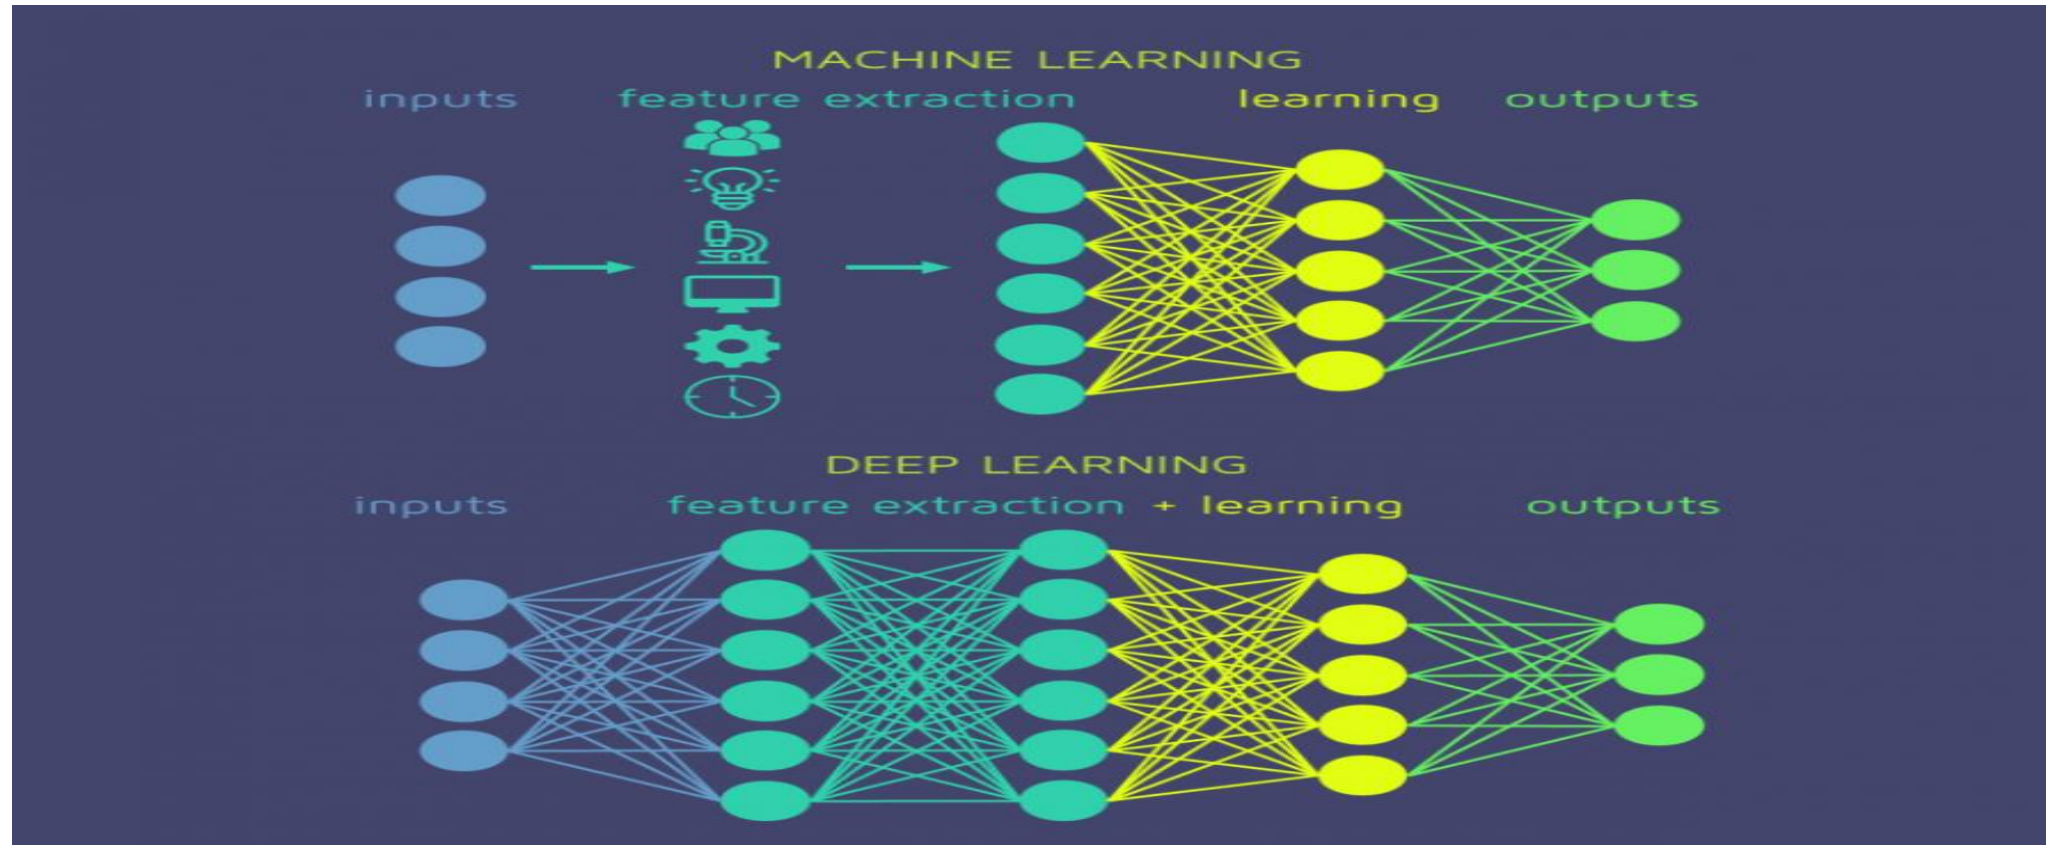 MACHINE LEARNING
inputs feature extraction learning outputs
DEEP LEARNING
inputs feature extraction + learning outputs